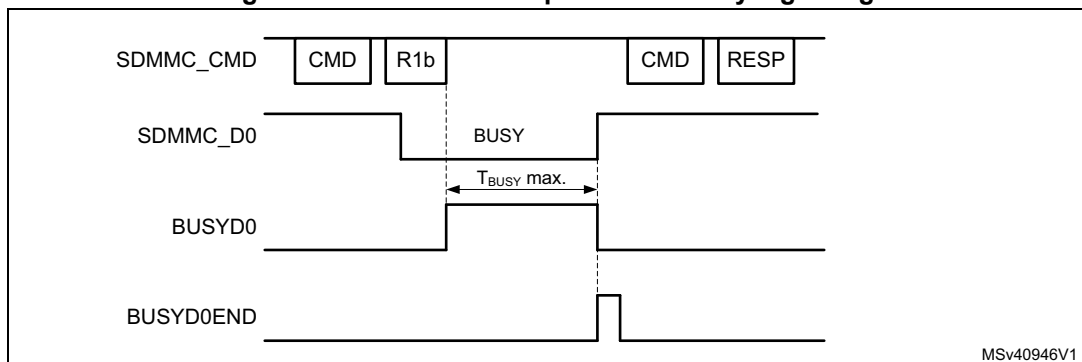 SDMMC_CMD
CMD
R1b
CMD
RESP
SDMMC_D0
BUSY
TBUSY max.
BUSYD0
BUSYD0END
MSv40946V1